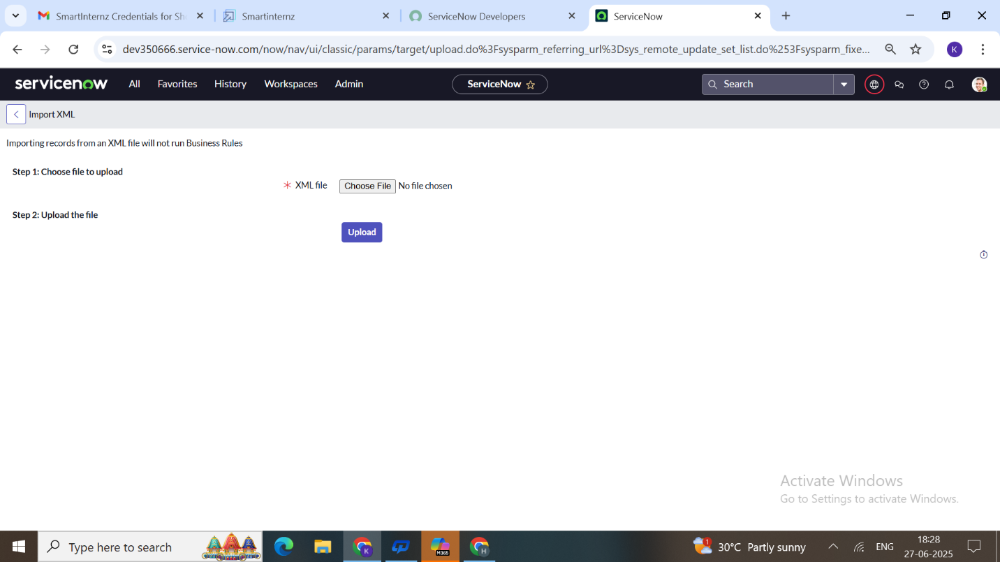 SmartInternz Credentials for Sh
Smartinternz
ServiceNow Developers
ServiceNow
dev350666.service-now.com/now/nav/ui/classic/params/target/upload.do%3Fsysparm_referring_url%3Dsys_remote_update_set_list.do%253Fsysparm_fixe...
K
servicenow
All
Favorites
History
Workspaces
Admin
ServiceNow
Search
Import XML
Importing records from an XML file will not run Business Rules
Step 1: Choose file to upload
XML file
Choose File
No file chosen
Step 2: Upload the file
Upload
Activate Windows
Go to Settings to activate Windows.
Type here to search
K
M365
H
1
30°C Partly sunny
ENG
18:28
27-06-2025